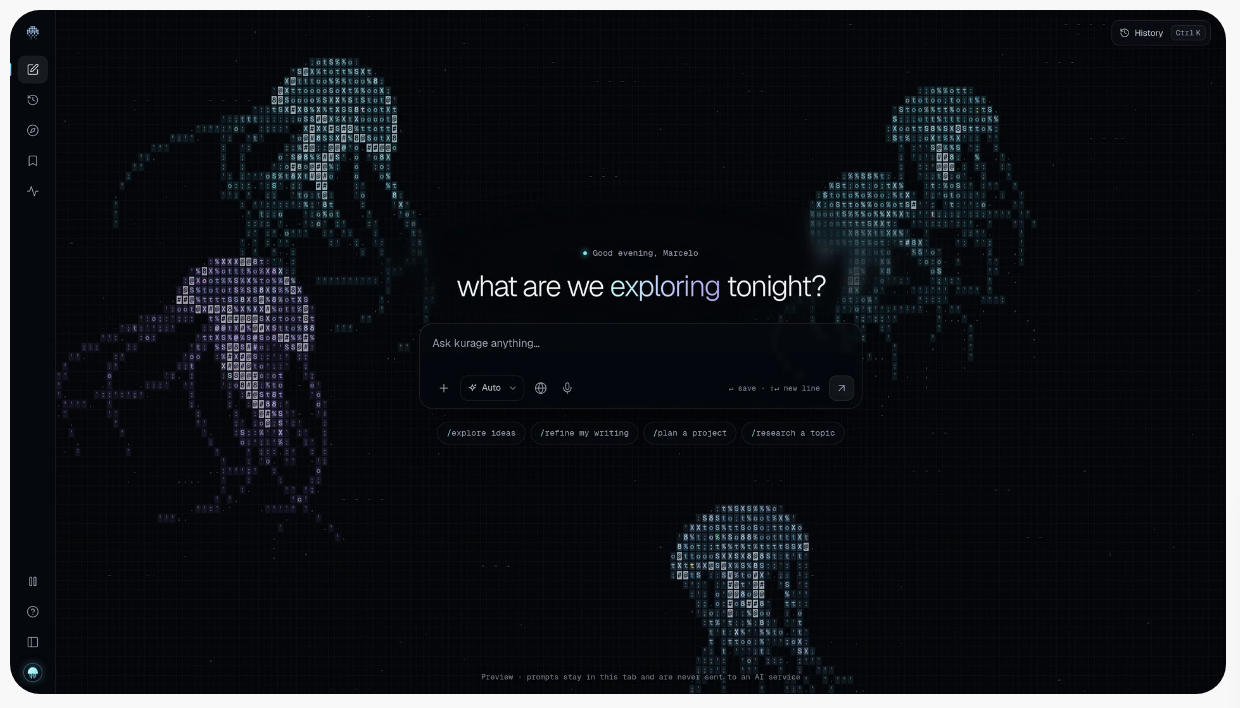 History Ctrl K
Good evening, Marcelo
what are we exploring tonight?
Ask kurage anything...
Auto
↵ save · ⇧↵ new line
/explore ideas
/refine my writing
/plan a project
/research a topic
Preview · prompts stay in this tab and are never sent to an AI service